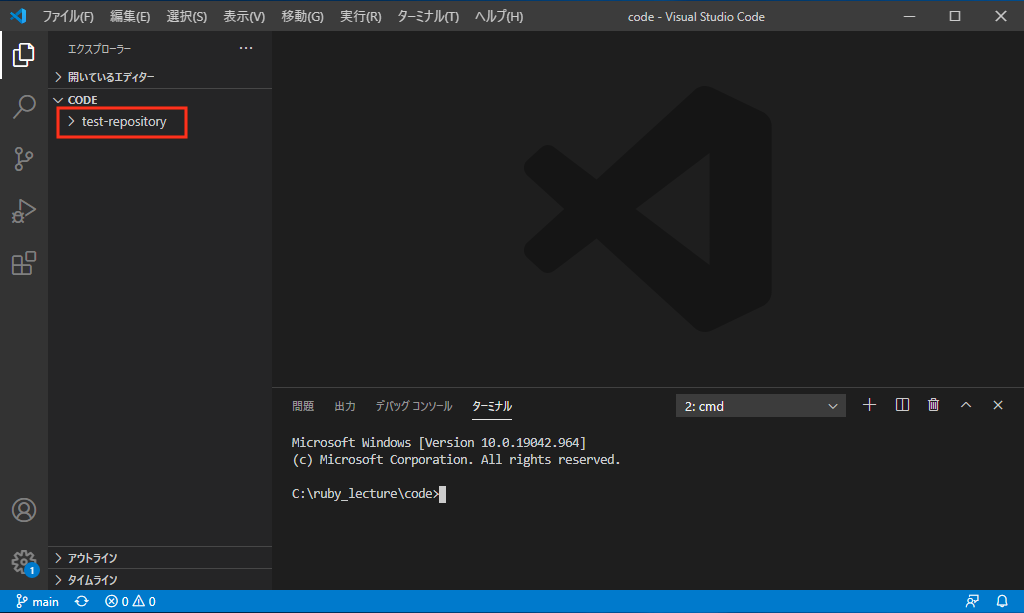 ファイル(F) 編集(E) 選択(S) 表示(V) 移動(G) 実行(R) ターミナル(T) ヘルプ(H) code - Visual Studio Code
エクスプローラー
開いているエディター
CODE
test-repository
アウトライン
タイムライン
問題 出力 デバッグ コンソール ターミナル 2: cmd
Microsoft Windows [Version 10.0.19042.964]
(c) Microsoft Corporation. All rights reserved.
C:\ruby_lecture\code>
1
main 0 0